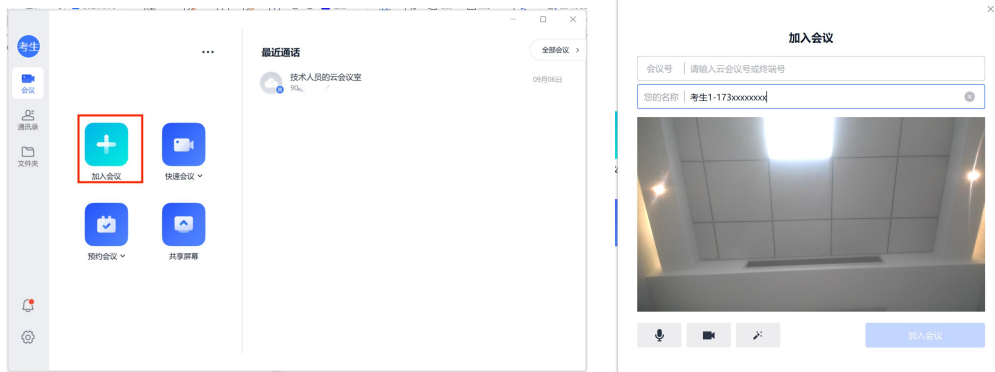 考生
会议
通讯录
文件夹
加入会议
快速会议
预约会议
共享屏幕
最近通话
全部会议 >
技术人员的云会议室
09月06日
加入会议
会议号 请输入云会议号或终端号
您的名称 考生1-173xxxxxxxx
加入会议